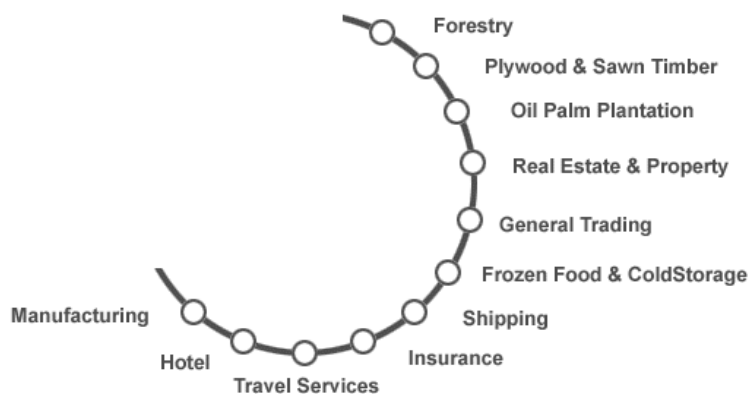 Forestry
Plywood & Sawn Timber
Oil Palm Plantation
Real Estate & Property
General Trading
Frozen Food & ColdStorage
Shipping
Insurance
Travel Services
Hotel
Manufacturing